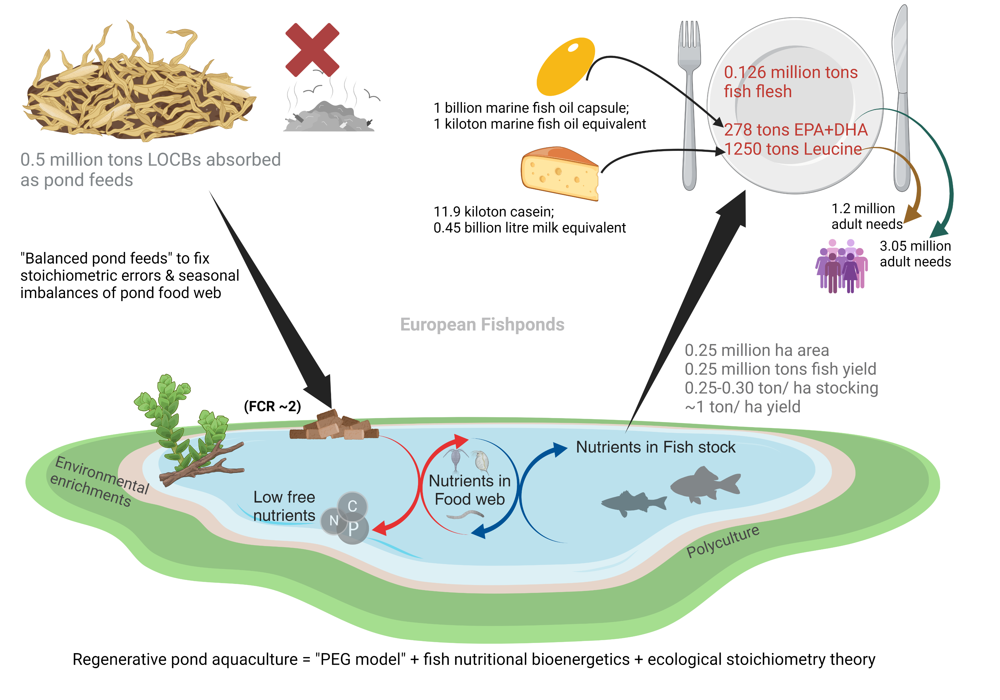 0.126 million tons
fish flesh
278 tons EPA+DHA
1250 tons Leucine
1 billion marine fish oil capsule;
1 kiloton marine fish oil equivalent
0.5 million tons LOCBs absorbed
as pond feeds
11.9 kiloton casein;
0.45 billion litre milk equivalent
1.2 million
adult needs
3.05 million
adult needs
"Balanced pond feeds" to fix
stoichiometric errors & seasonal
imbalances of pond food web
European Fishponds
0.25 million ha area
0.25 million tons fish yield
0.25-0.30 ton/ ha stocking
~1 ton/ ha yield
(FCR ~2)
Nutrients in Fish stock
Environmental
enrichments
Nutrients in
Food web
Low free
nutrients
C
N
P
Polyculture
Regenerative pond aquaculture = "PEG model" + fish nutritional bioenergetics + ecological stoichiometry theory